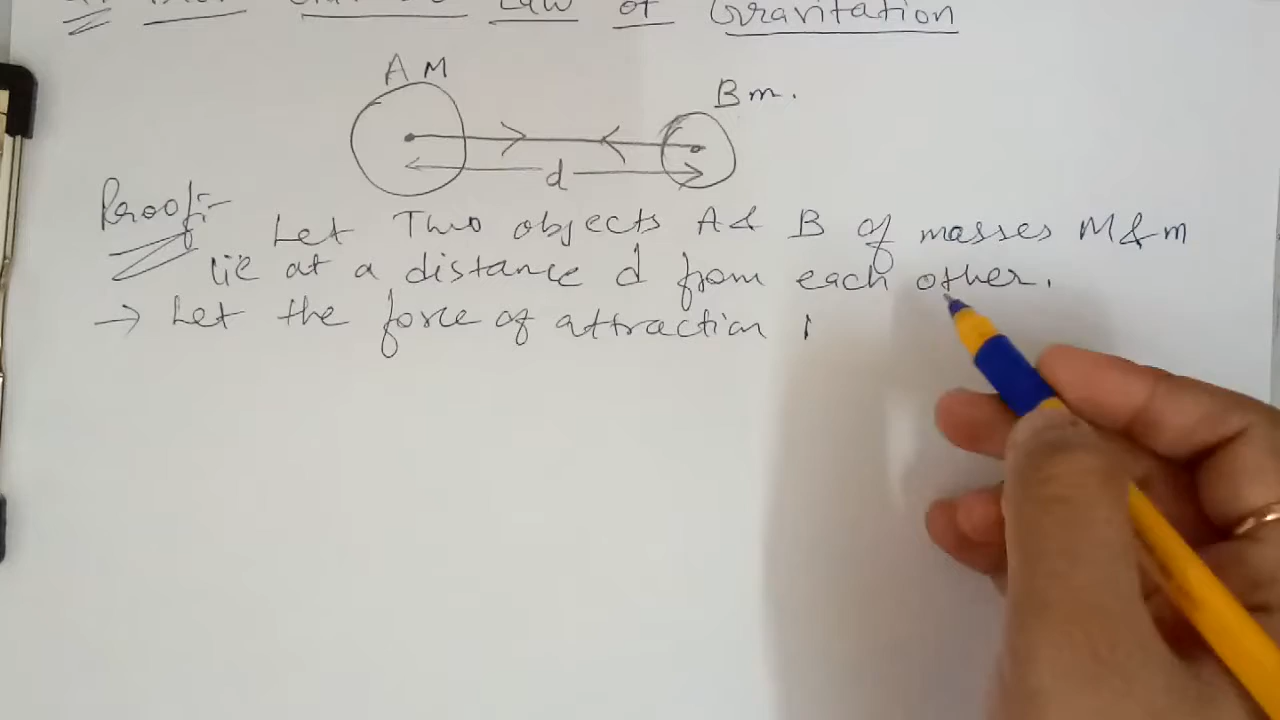 Law of Gravitation
A M
B m.
d
Proof:-
Let Two objects A & B of masses M & m
lie at a distance d from each other.
→ Let the force of attraction